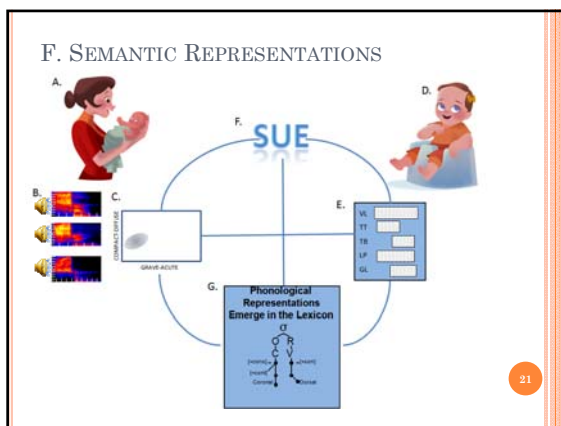 F. SEMANTIC REPRESENTATIONS
A.
D.
F.
SUE
B.
C.
COMPACT-DIFFUSE
GRAVE-ACUTE
E.
VL
TT
TB
LP
GL
G.
Phonological
Representations
Emerge in the Lexicon
σ
O R
C V
Coronal
Dorsal
21